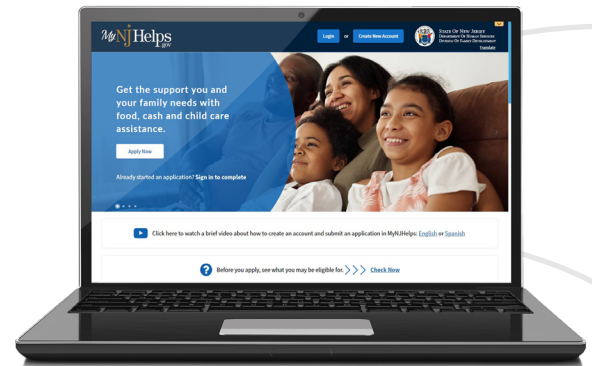 MyNJHelps
.gov
Login or Create New Account
STATE OF NEW JERSEY
DEPARTMENT OF HUMAN SERVICES
DIVISION OF FAMILY DEVELOPMENT
Translate
Get the support you and
your family needs with
food, cash and child care
assistance.
Apply Now
Already started an application? Sign in to complete
Click here to watch a brief video about how to create an account and submit an application in MyNJHelps: English or Spanish
Before you apply, see what you may be eligible for. >>> Check Now